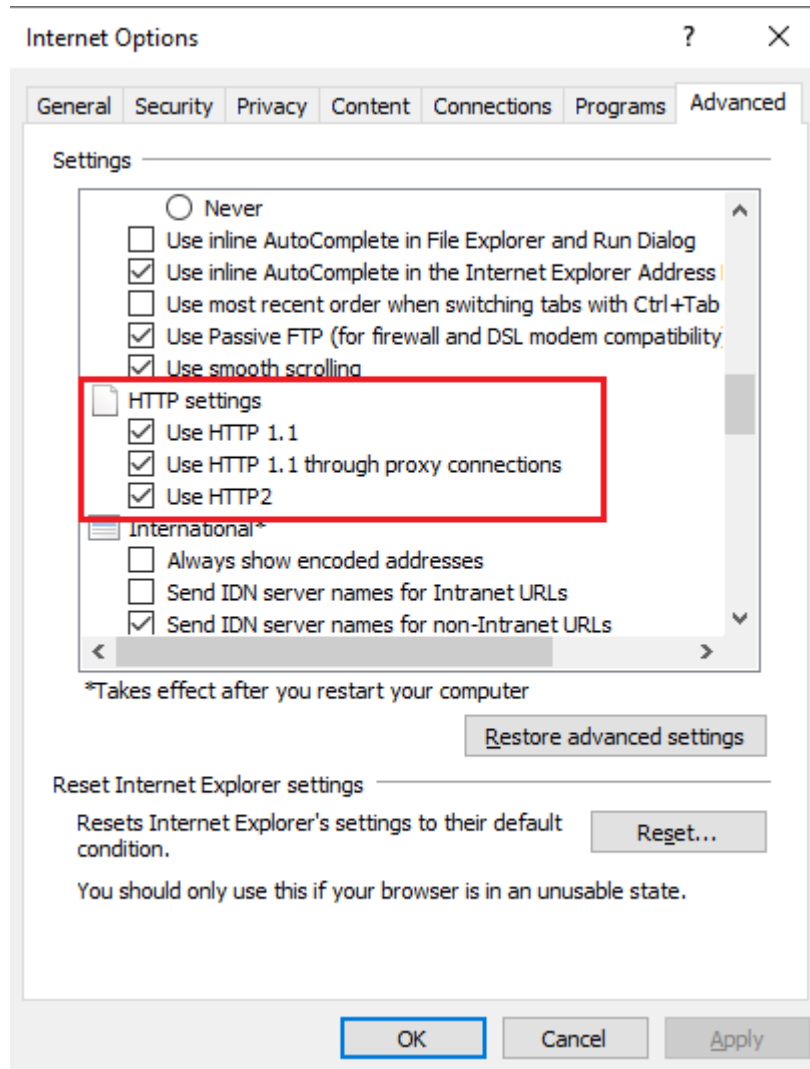 Internet Options
?
General Security Privacy Content Connections Programs Advanced
Settings
Never
Use inline AutoComplete in File Explorer and Run Dialog
Use inline AutoComplete in the Internet Explorer Address
Use most recent order when switching tabs with Ctrl+Tab
Use Passive FTP (for firewall and DSL modem compatibility
Use smooth scrolling
HTTP settings
Use HTTP 1.1
Use HTTP 1.1 through proxy connections
Use HTTP2
International*
Always show encoded addresses
Send IDN server names for Intranet URLs
Send IDN server names for non-Intranet URLs
*Takes effect after you restart your computer
Restore advanced settings
Reset Internet Explorer settings
Resets Internet Explorer's settings to their default
condition.
Reset...
You should only use this if your browser is in an unusable state.
OK Cancel Apply